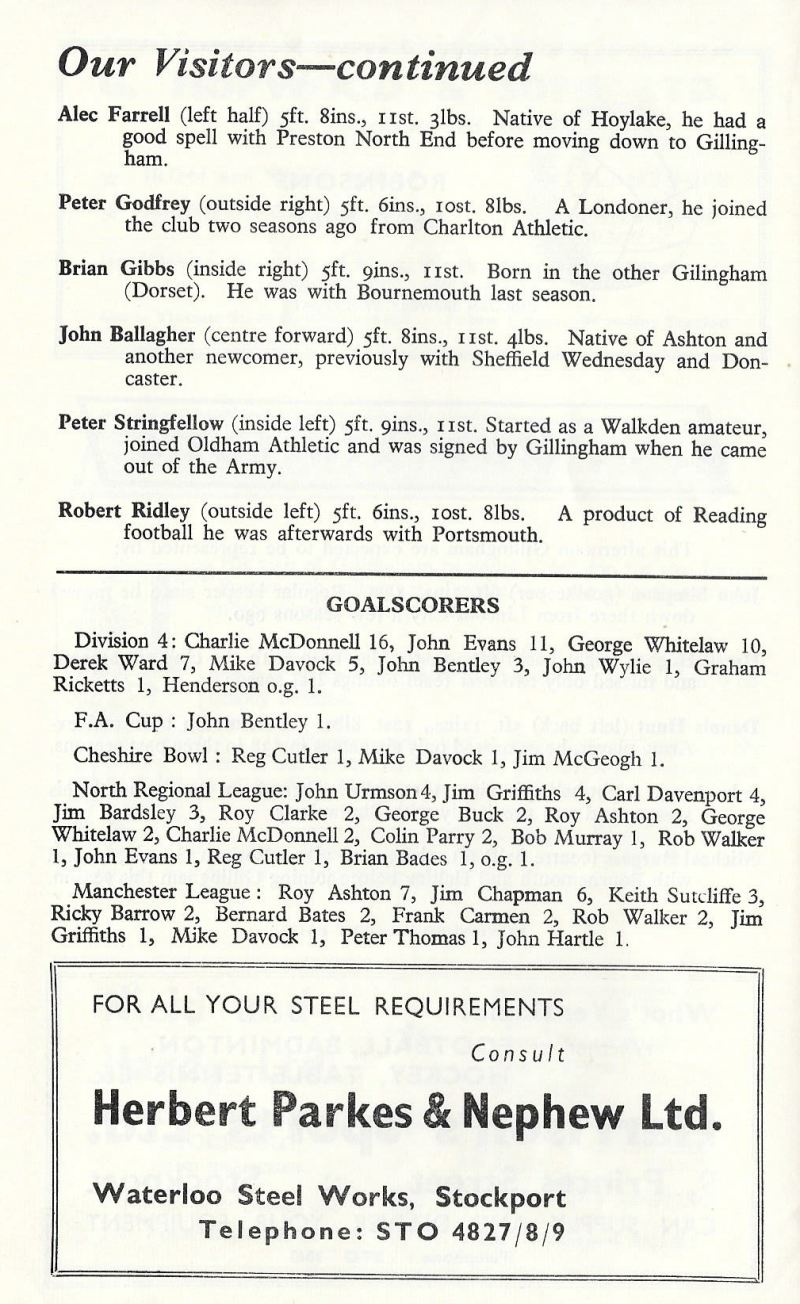 Our Visitors—continued
Alec Farrell (left half) 5ft. 8ins., 11st. 3lbs. Native of Hoylake, he had a
good spell with Preston North End before moving down to Gilling-
ham.
Peter Godfrey (outside right) 5ft. 6ins., 10st. 8lbs. A Londoner, he joined
the club two seasons ago from Charlton Athletic.
Brian Gibbs (inside right) 5ft. 9ins., 11st. Born in the other Gilingham
(Dorset). He was with Bournemouth last season.
John Ballagher (centre forward) 5ft. 8ins., 11st. 4lbs. Native of Ashton and
another newcomer, previously with Sheffield Wednesday and Don-
caster.
Peter Stringfellow (inside left) 5ft. 9ins., 11st. Started as a Walkden amateur,
joined Oldham Athletic and was signed by Gillingham when he came
out of the Army.
Robert Ridley (outside left) 5ft. 6ins., 10st. 8lbs. A product of Reading
football he was afterwards with Portsmouth.
GOALSCORERS
Division 4: Charlie McDonnell 16, John Evans 11, George Whitelaw 10,
Derek Ward 7, Mike Davock 5, John Bentley 3, John Wylie 1, Graham
Ricketts 1, Henderson o.g. 1.
F.A. Cup : John Bentley 1.
Cheshire Bowl : Reg Cutler 1, Mike Davock 1, Jim McGeogh 1.
North Regional League: John Urmson 4, Jim Griffiths 4, Carl Davenport 4,
Jim Bardsley 3, Roy Clarke 2, George Buck 2, Roy Ashton 2, George
Whitelaw 2, Charlie McDonnell 2, Colin Parry 2, Bob Murray 1, Rob Walker
1, John Evans 1, Reg Cutler 1, Brian Bades 1, o.g. 1.
Manchester League : Roy Ashton 7, Jim Chapman 6, Keith Sutcliffe 3,
Ricky Barrow 2, Bernard Bates 2, Frank Carmen 2, Rob Walker 2, Jim
Griffiths 1, Mike Davock 1, Peter Thomas 1, John Hartle 1.
FOR ALL YOUR STEEL REQUIREMENTS
Consult
Herbert Parkes & Nephew Ltd.
Waterloo Steel Works, Stockport
Telephone: STO 4827/8/9